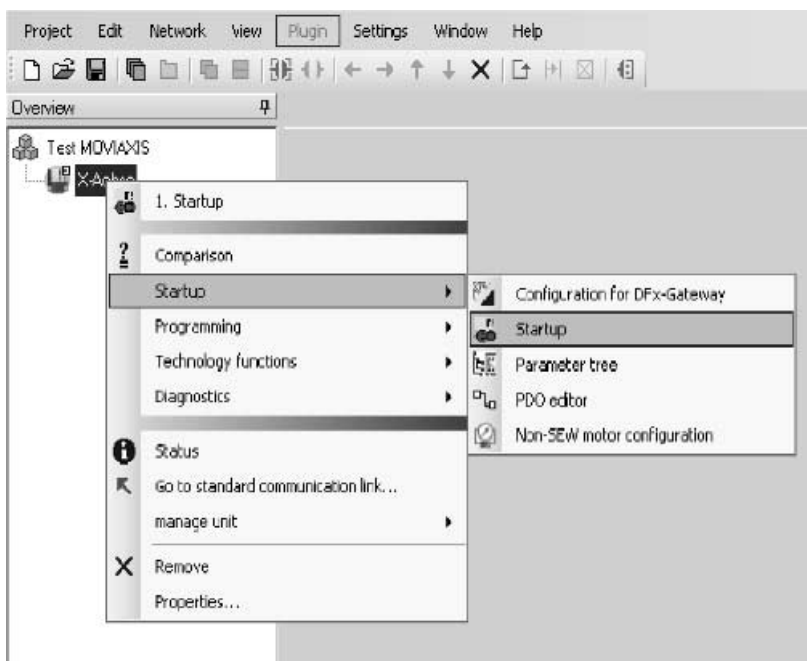 Project Edit Network View Plugin Settings Window Help
Overview
Test MOVIAXIS
1. Startup
Comparison
Startup
Configuration for DFx-Gateway
Programming
Startup
Technology functions
Parameter tree
Diagnostics
PDO editor
Non-SEW motor configuration
Status
Go to standard communication link...
manage unit
Remove
Properties...